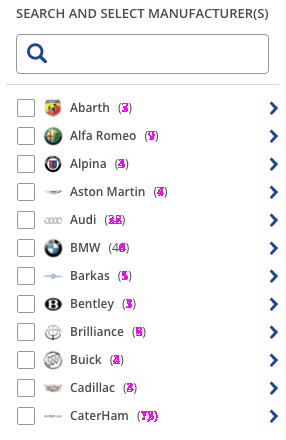 SEARCH AND SELECT MANUFACTURER(S)
Abarth
Alfa Romeo
Alpina
Aston Martin
Audi
BMW
Barkas
Bentley
Brilliance
Buick
Cadillac
CaterHam